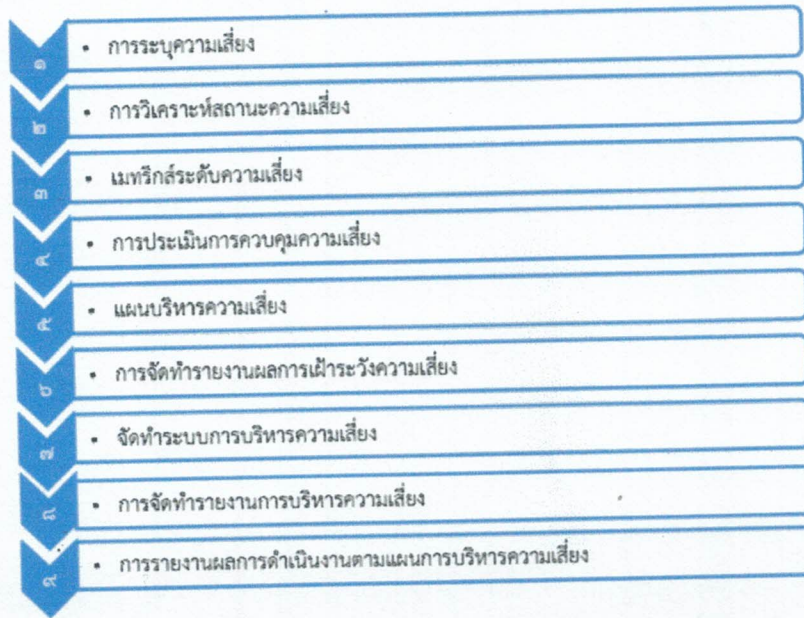 ๑ • การระบุความเสี่ยง
๒ • การวิเคราะห์สถานะความเสี่ยง
๓ • เมทริกส์ระดับความเสี่ยง
๔ • การประเมินการควบคุมความเสี่ยง
๕ • แผนบริหารความเสี่ยง
๖ • การจัดทำรายงานผลการเฝ้าระวังความเสี่ยง
๗ • จัดทำระบบการบริหารความเสี่ยง
๘ • การจัดทำรายงานการบริหารความเสี่ยง
๙ • การรายงานผลการดำเนินงานตามแผนการบริหารความเสี่ยง